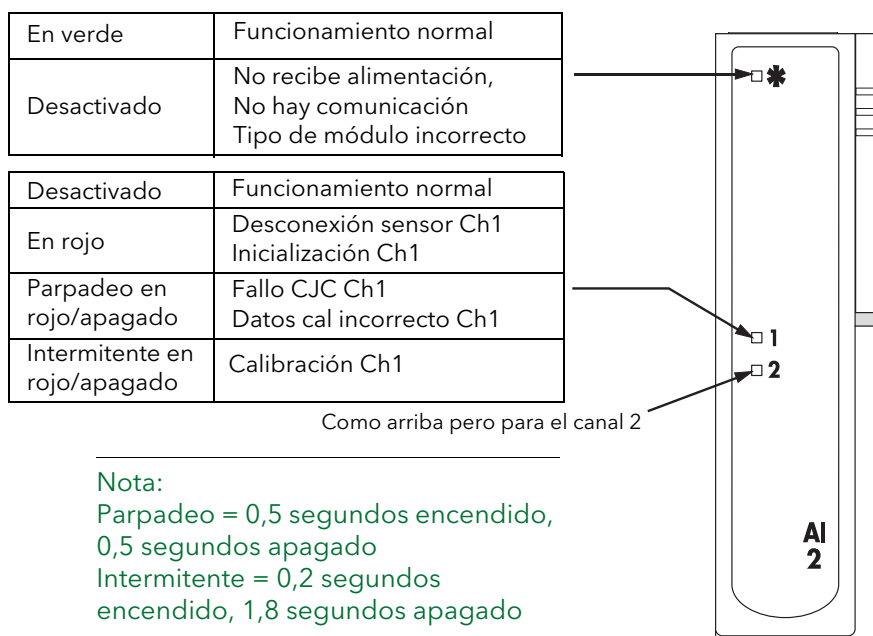 En verde
Funcionamiento normal
Desactivado
No recibe alimentación,
No hay comunicación
Tipo de módulo incorrecto
Desactivado
Funcionamiento normal
En rojo
Desconexión sensor Ch1
Inicialización Ch1
Parpadeo en
rojo/apagado
Fallo CJC Ch1
Datos cal incorrecto Ch1
Intermitente en
rojo/apagado
Calibración Ch1
Como arriba pero para el canal 2
Nota:
Parpadeo = 0,5 segundos encendido,
0,5 segundos apagado
Intermitente = 0,2 segundos
encendido, 1,8 segundos apagado
✱
1
2
AI
2